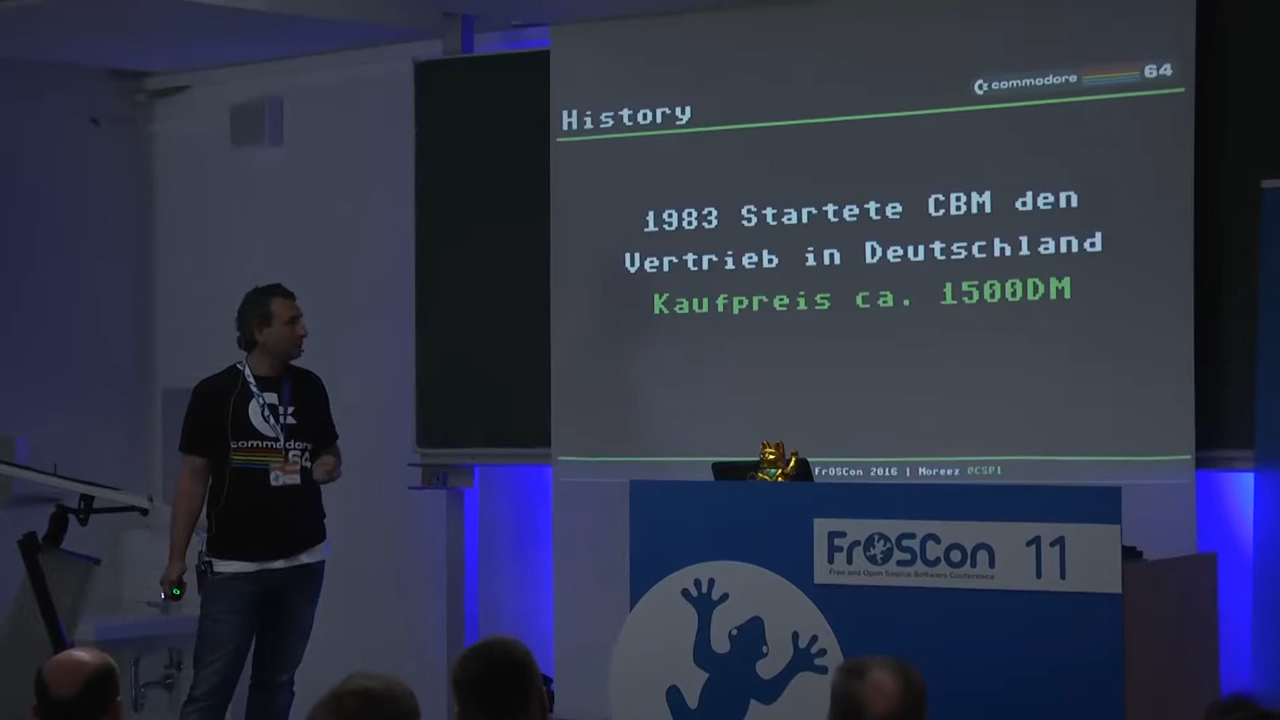 commodore 64
History
1983 Startete CBM den
Vertrieb in Deutschland
Kaufpreis ca. 1500DM
FrOSCon 2016 | Moreez @CSP1
commodore
64
FrOSCon 11
Free and Open Source Software Conference